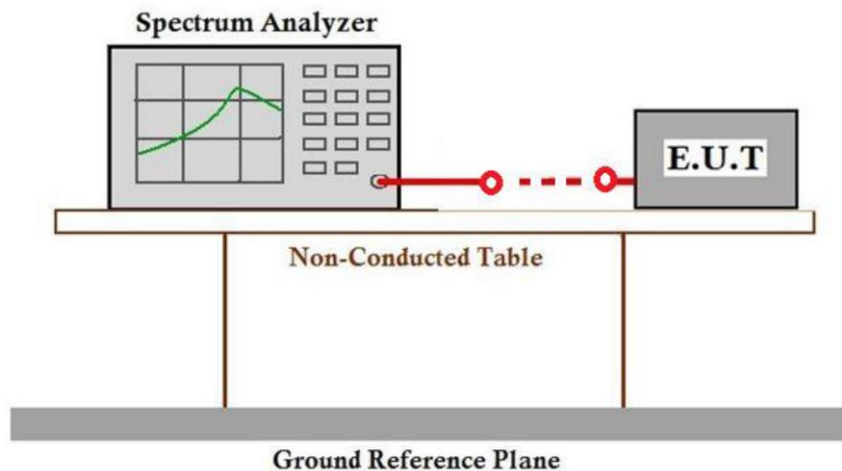 Spectrum Analyzer
E.U.T
Non-Conducted Table
Ground Reference Plane